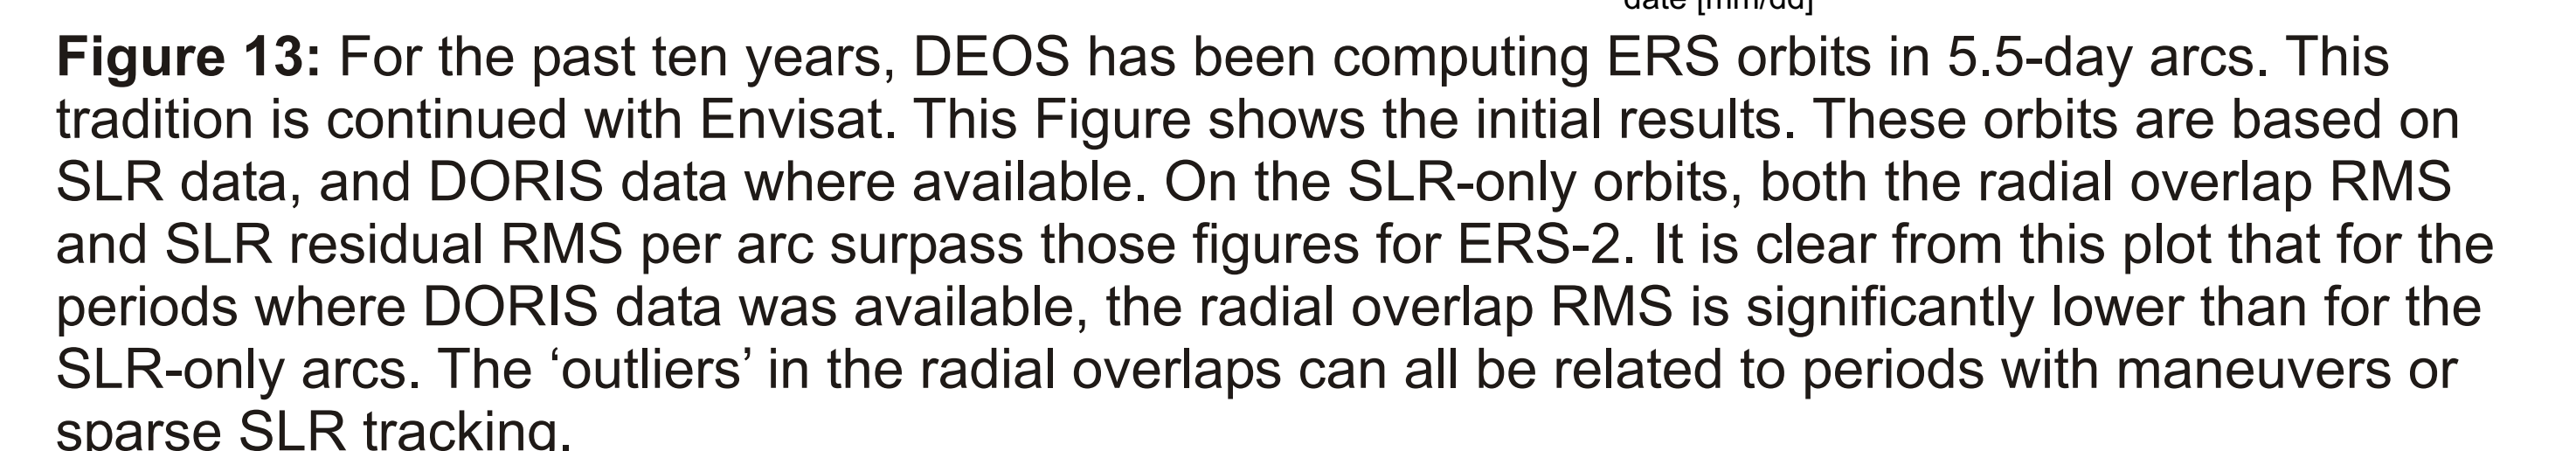 date [mm/dd]
Figure 13: For the past ten years, DEOS has been computing ERS orbits in 5.5-day arcs. This
tradition is continued with Envisat. This Figure shows the initial results. These orbits are based on
SLR data, and DORIS data where available. On the SLR-only orbits, both the radial overlap RMS
and SLR residual RMS per arc surpass those figures for ERS-2. It is clear from this plot that for the
periods where DORIS data was available, the radial overlap RMS is significantly lower than for the
SLR-only arcs. The ‘outliers’ in the radial overlaps can all be related to periods with maneuvers or
sparse SLR tracking.